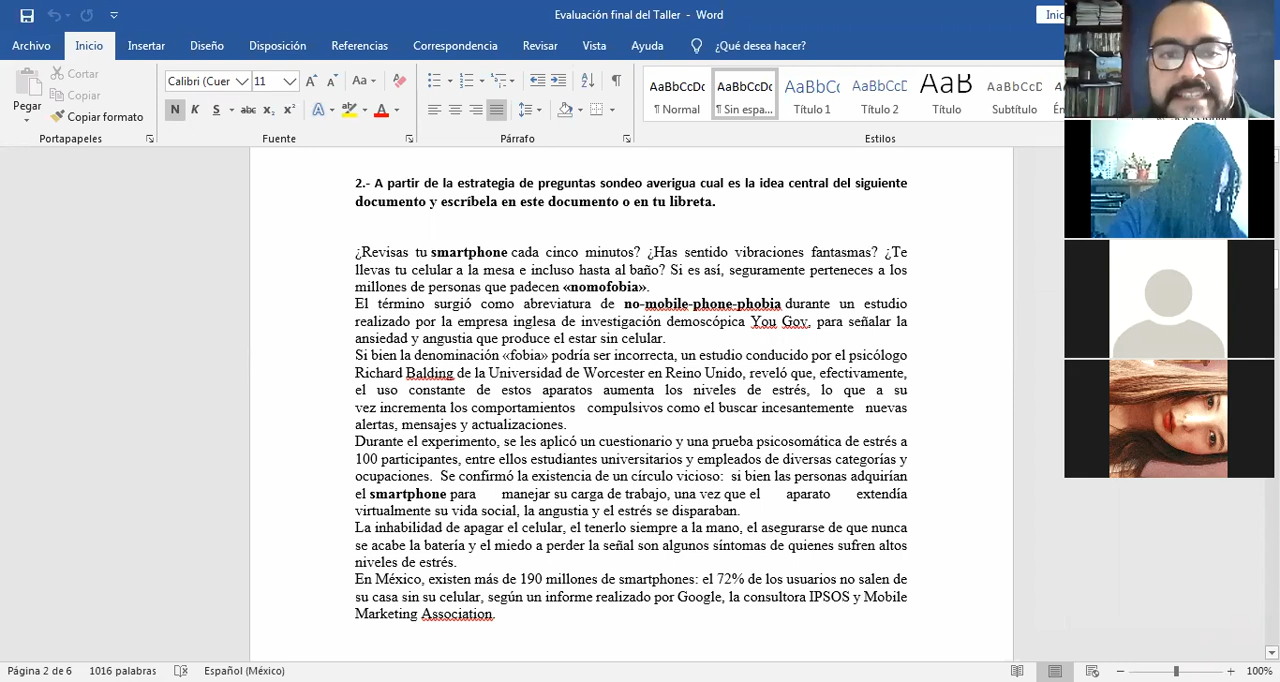 Evaluación final del Taller - Word
Inic
Archivo Inicio Insertar Diseño Disposición Referencias Correspondencia Revisar Vista Ayuda ¿Qué desea hacer?
Pegar
Cortar
Copiar
Copiar formato
Portapapeles
Calibri (Cuer 11
Aa
N K S abc x₂ x²
A A
Fuente
Párrafo
AaBbCcDc AaBbCcDc AaBbC AaBbCcD AaB AaBbCcD
¶ Normal ¶ Sin espa... Título 1 Título 2 Título Subtítulo
Estilos
2.- A partir de la estrategia de preguntas sondeo averigua cual es la idea central del siguiente
documento y escríbela en este documento o en tu libreta.
¿Revisas tu smartphone cada cinco minutos? ¿Has sentido vibraciones fantasmas? ¿Te
llevas tu celular a la mesa e incluso hasta al baño? Si es así, seguramente perteneces a los
millones de personas que padecen «nomofobia».
El término surgió como abreviatura de no-mobile-phone-phobia durante un estudio
realizado por la empresa inglesa de investigación demoscópica You Gov, para señalar la
ansiedad y angustia que produce el estar sin celular.
Si bien la denominación «fobia» podría ser incorrecta, un estudio conducido por el psicólogo
Richard Balding de la Universidad de Worcester en Reino Unido, reveló que, efectivamente,
el uso constante de estos aparatos aumenta los niveles de estrés, lo que a su
vez incrementa los comportamientos compulsivos como el buscar incesantemente nuevas
alertas, mensajes y actualizaciones.
Durante el experimento, se les aplicó un cuestionario y una prueba psicosomática de estrés a
100 participantes, entre ellos estudiantes universitarios y empleados de diversas categorías y
ocupaciones. Se confirmó la existencia de un círculo vicioso: si bien las personas adquirían
el smartphone para manejar su carga de trabajo, una vez que el aparato extendía
virtualmente su vida social, la angustia y el estrés se disparaban.
La inhabilidad de apagar el celular, el tenerlo siempre a la mano, el asegurarse de que nunca
se acabe la batería y el miedo a perder la señal son algunos síntomas de quienes sufren altos
niveles de estrés.
En México, existen más de 190 millones de smartphones: el 72% de los usuarios no salen de
su casa sin su celular, según un informe realizado por Google, la consultora IPSOS y Mobile
Marketing Association.
Página 2 de 6 1016 palabras Español (México) 100%